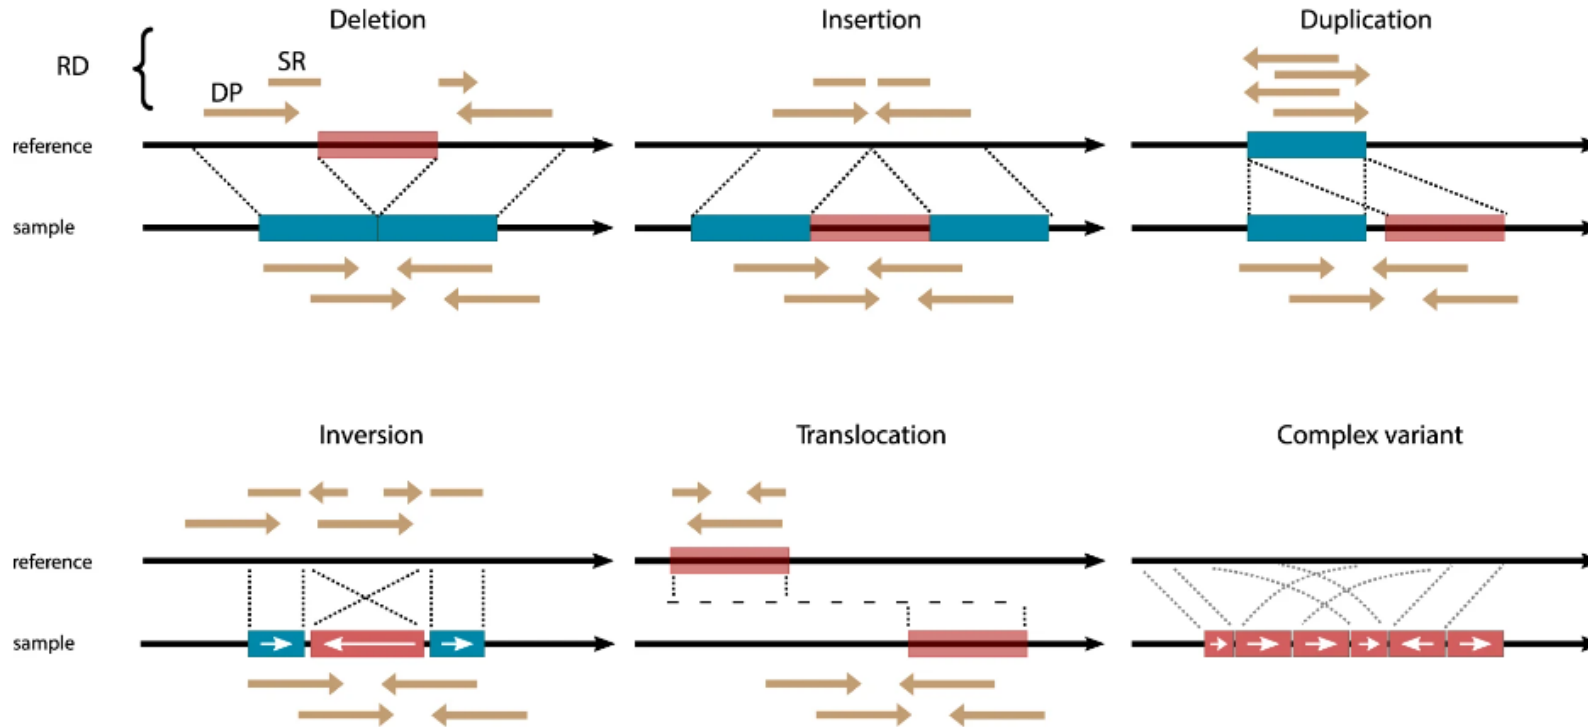 Deletion
Insertion
Duplication
RD
SR
DP
reference
sample
Inversion
Translocation
Complex variant
reference
sample